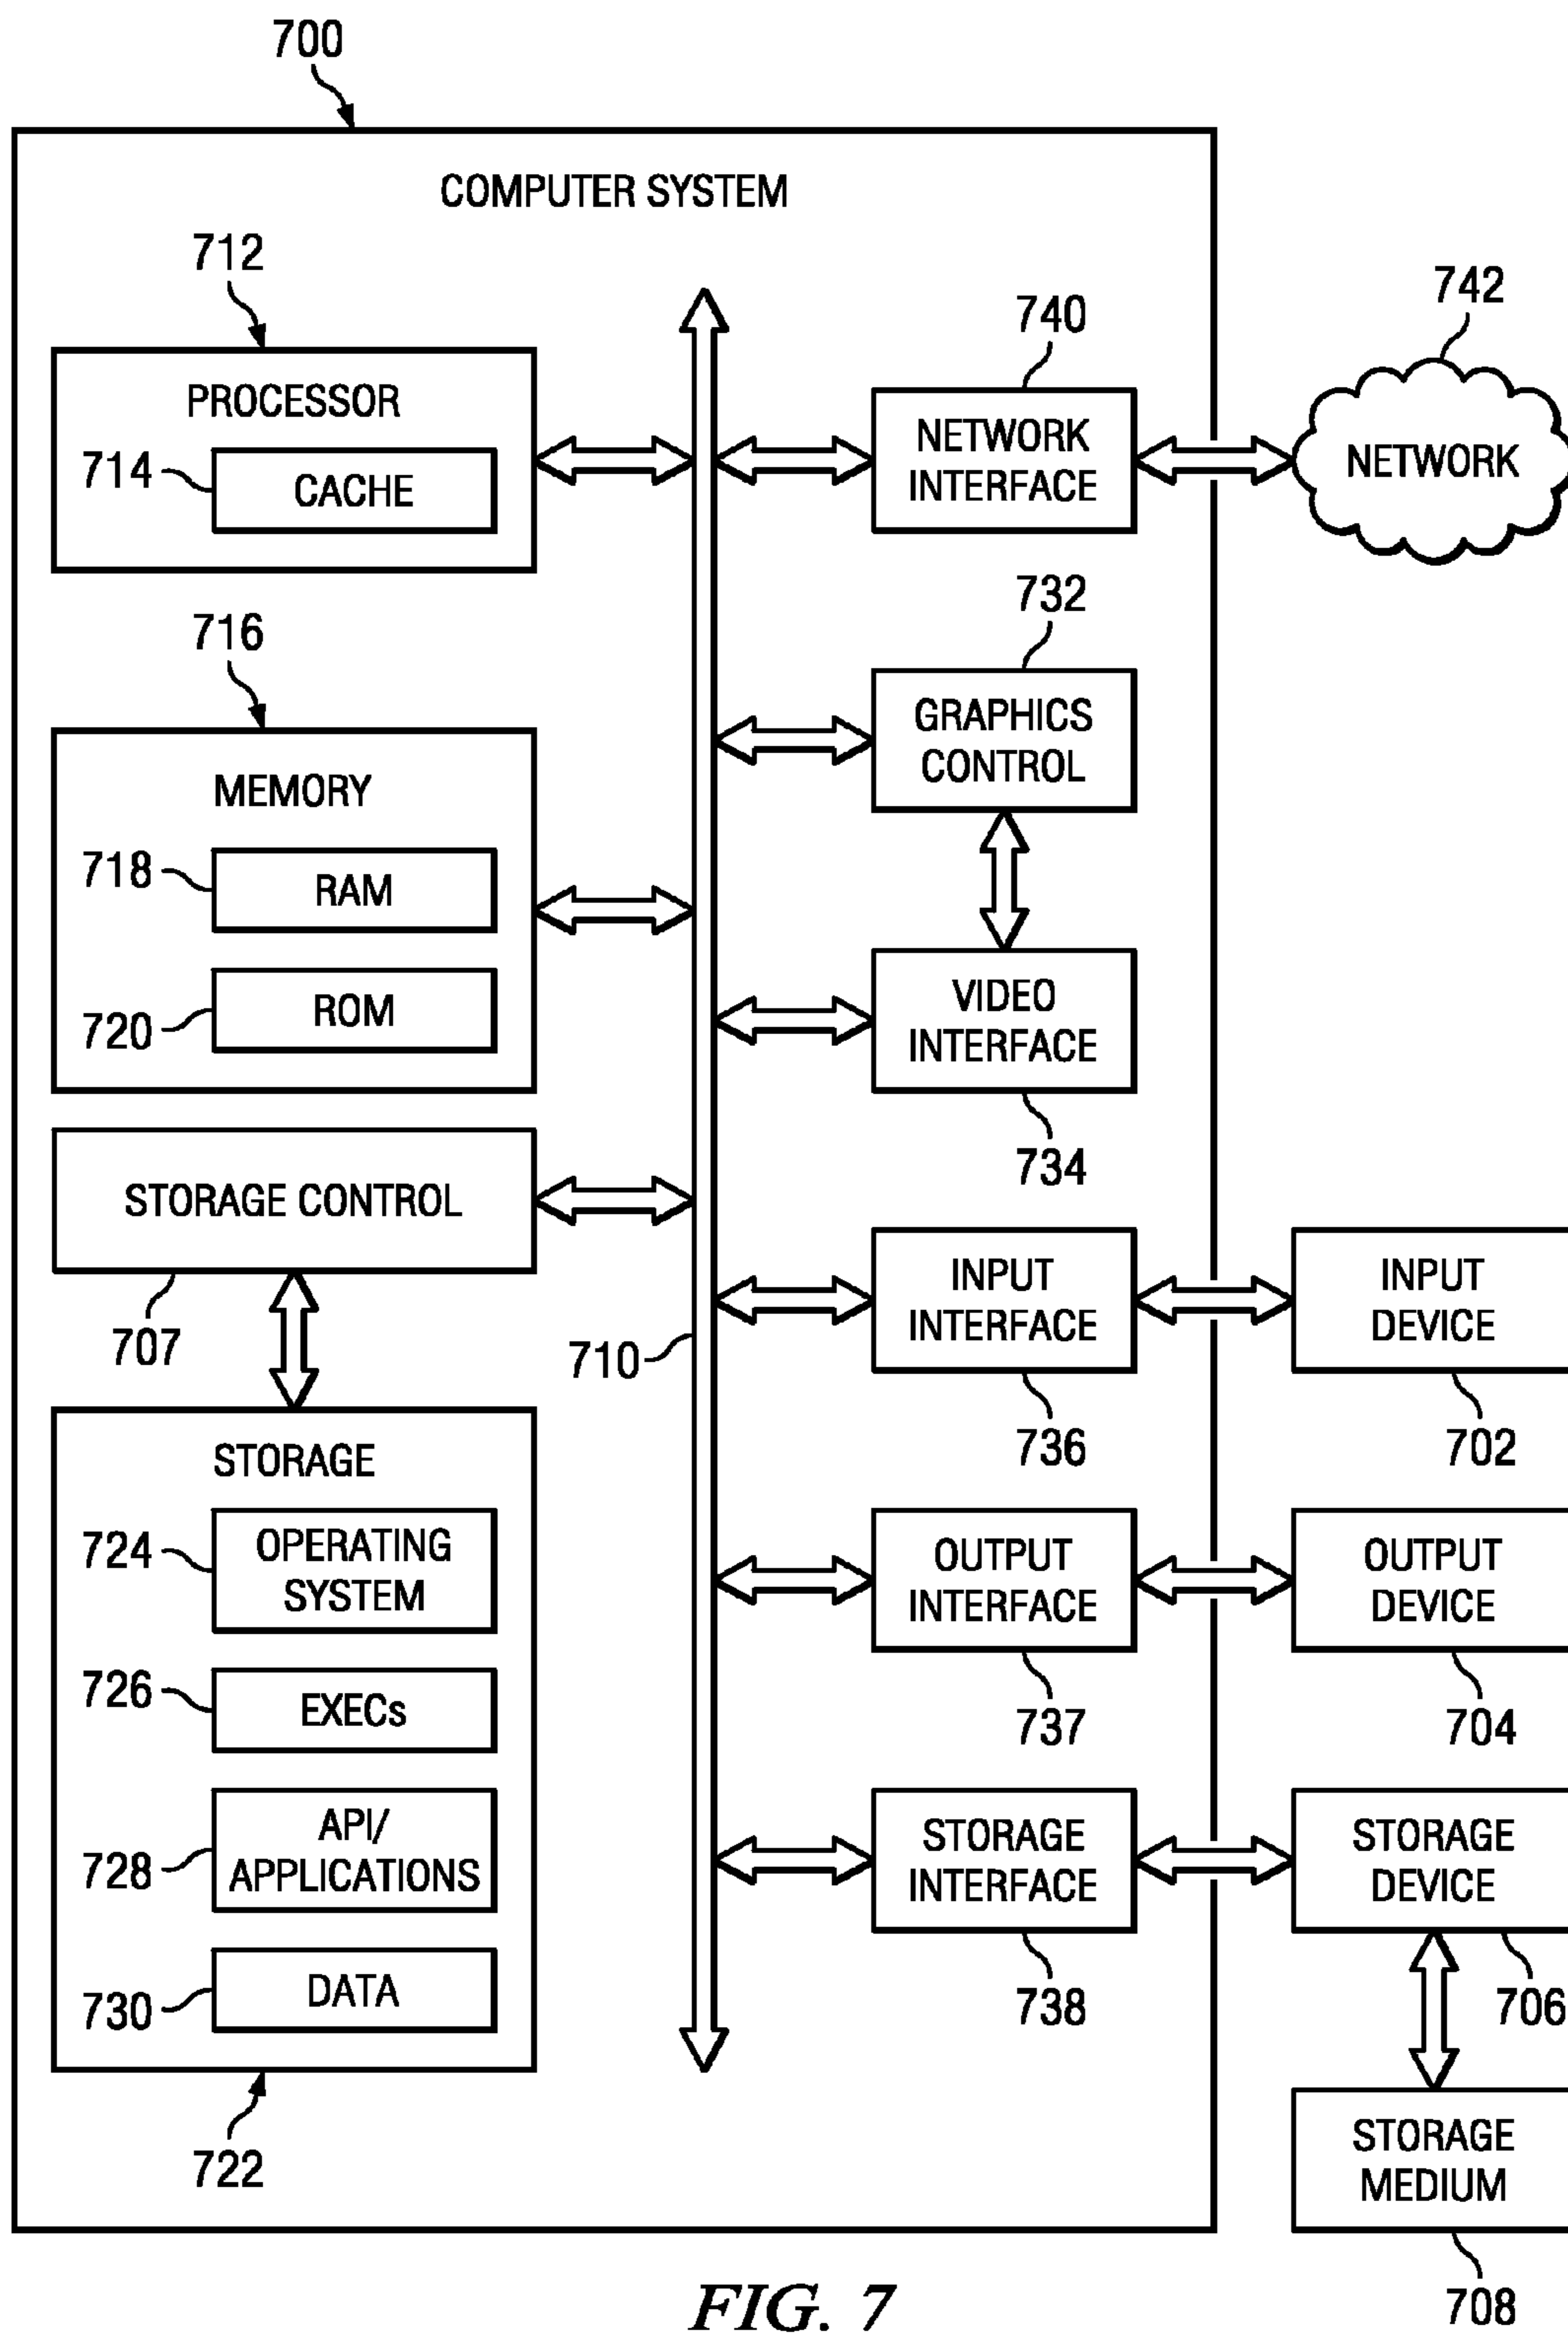 700
COMPUTER SYSTEM
712
PROCESSOR
714
CACHE
716
MEMORY
718
RAM
720
ROM
STORAGE CONTROL
707
STORAGE
724
OPERATING
SYSTEM
726
EXECs
728
API/
APPLICATIONS
730
DATA
722
710
740
NETWORK
INTERFACE
742
NETWORK
732
GRAPHICS
CONTROL
VIDEO
INTERFACE
734
INPUT
INTERFACE
736
INPUT
DEVICE
702
OUTPUT
INTERFACE
737
OUTPUT
DEVICE
704
STORAGE
INTERFACE
738
STORAGE
DEVICE
706
STORAGE
MEDIUM
708
FIG. 7